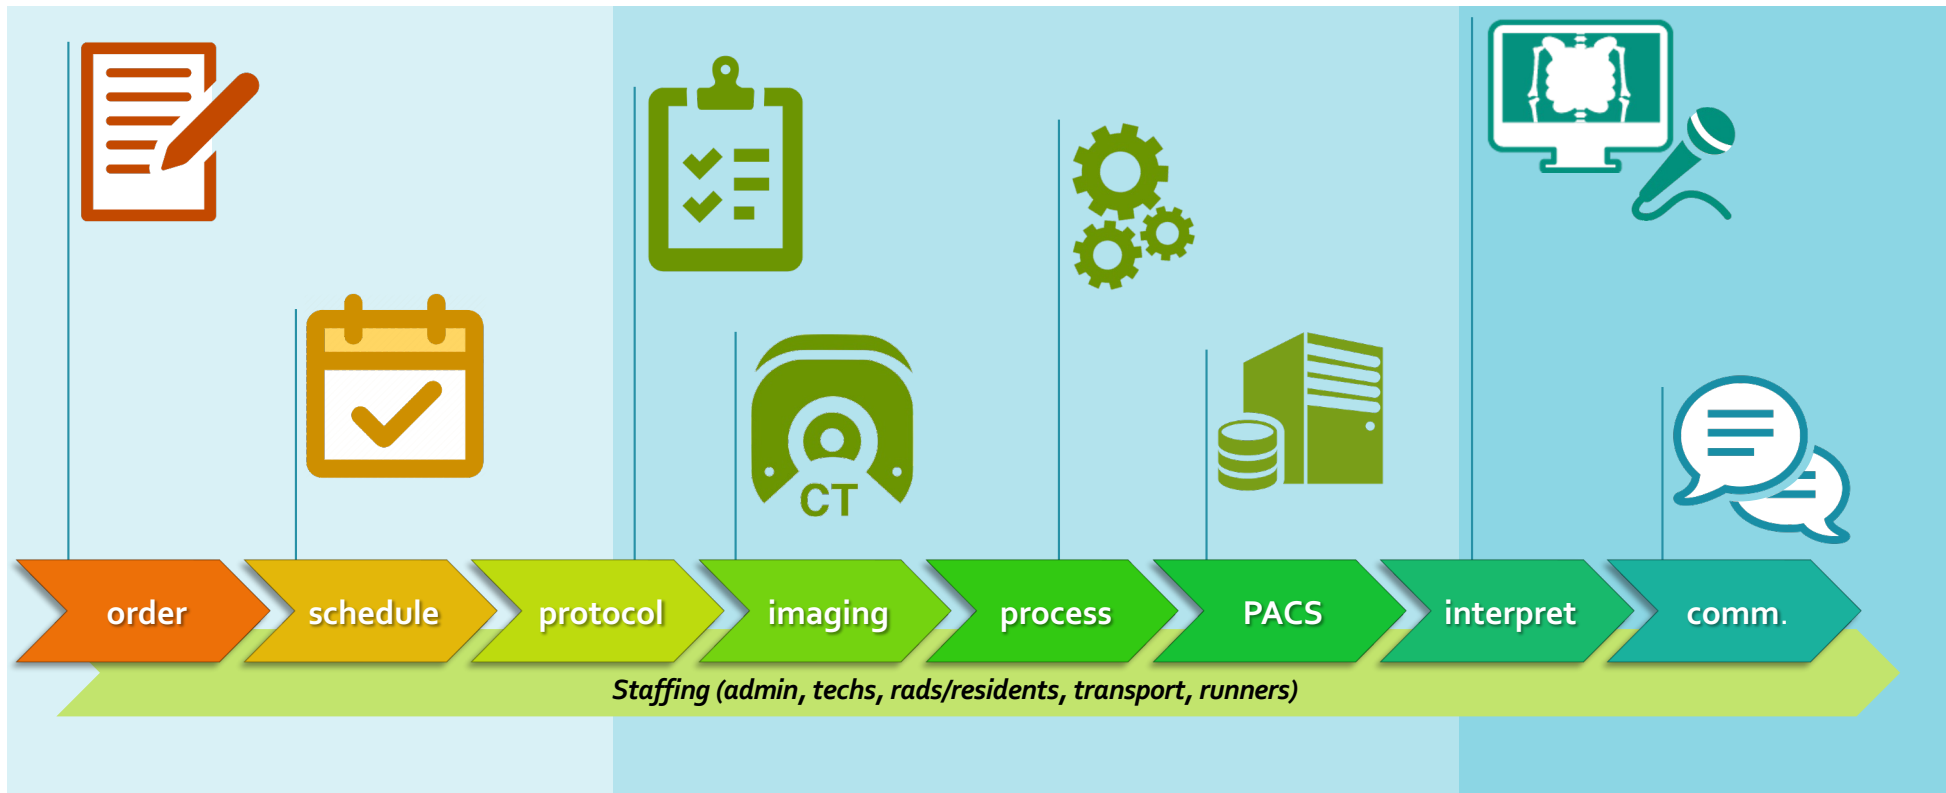 CT
order
schedule
protocol
imaging
process
PACS
interpret
comm.
Staffing (admin, techs, rads/residents, transport, runners)